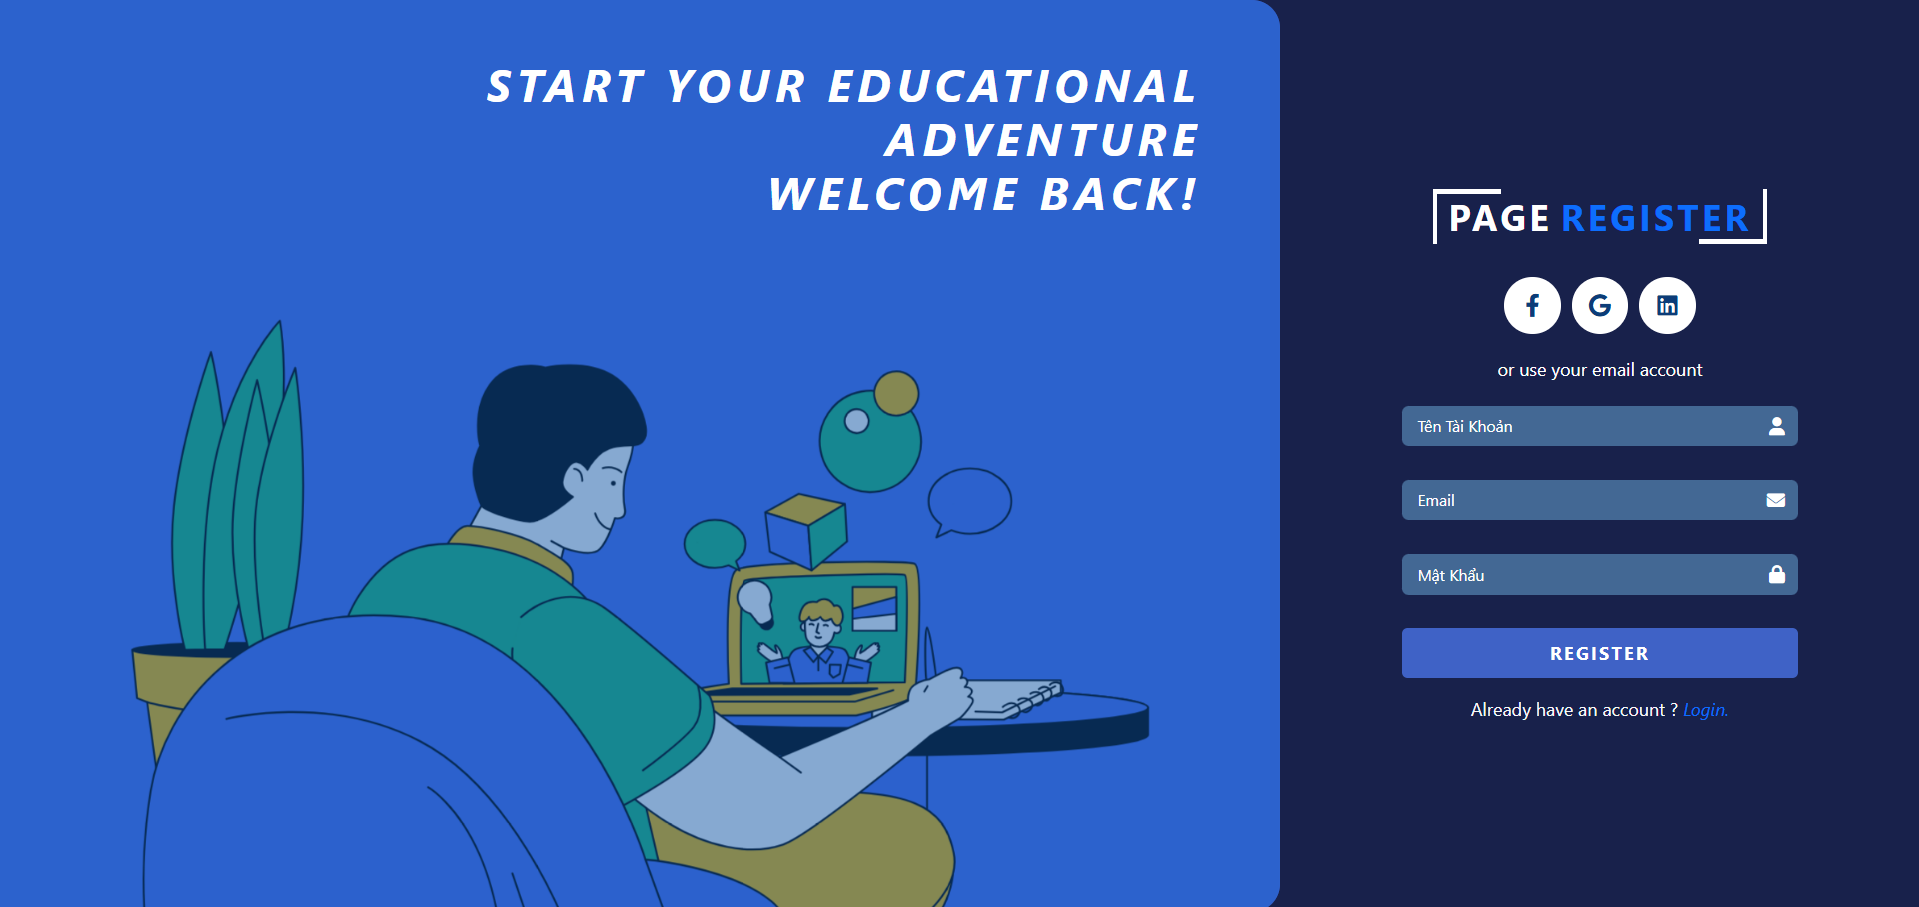 START YOUR EDUCATIONAL
ADVENTURE
WELCOME BACK!
PAGE REGISTER
or use your email account
Tên Tài Khoản
Email
Mật Khẩu
REGISTER
Already have an account ? Login.